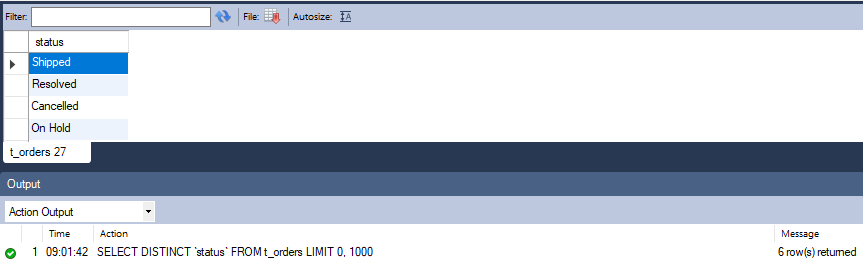 Filter: File: Autosize: A
status
Shipped
Resolved
Cancelled
On Hold
t_orders 27
Output
Action Output
Time Action Message
1 09:01:42 SELECT DISTINCT `status` FROM t_orders LIMIT 0, 1000 6 row(s) returned